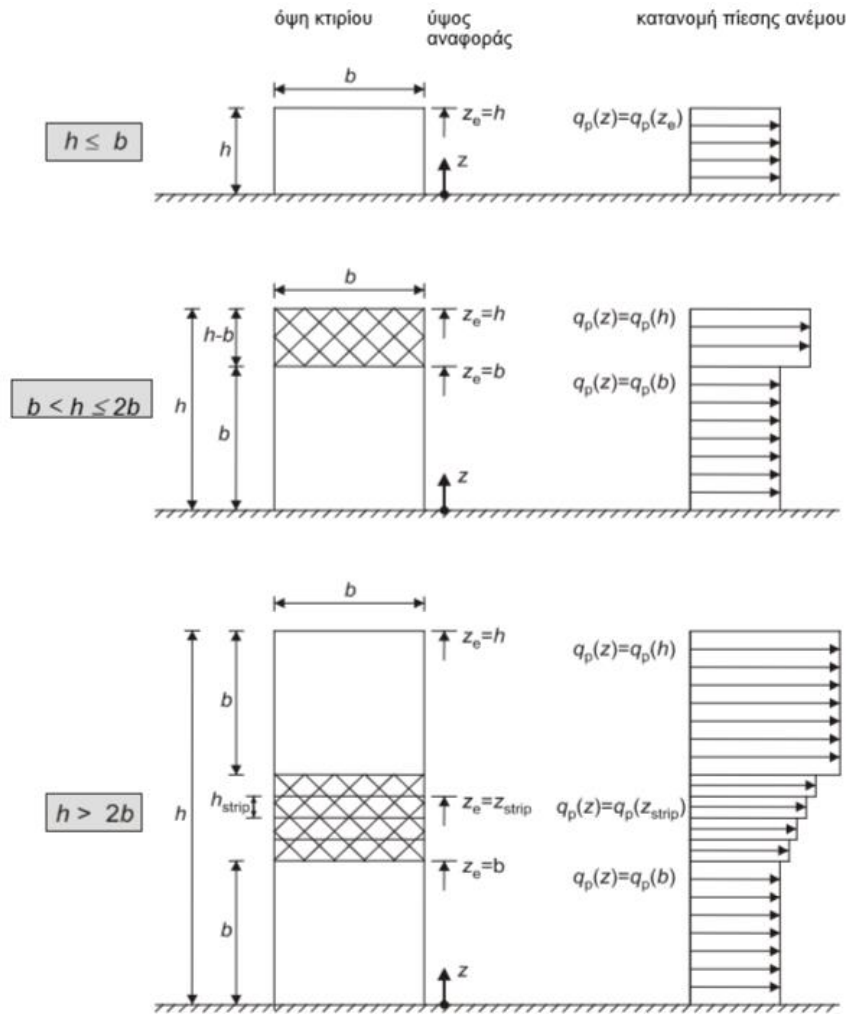 όψη κτιρίου
ύψος
αναφοράς
κατανομή πίεσης ανέμου
h ≤ b
b
h
z_e=h
z
q_p(z)=q_p(z_e)
b < h ≤ 2b
b
h
h-b
b
z_e=h
z_e=b
z
q_p(z)=q_p(h)
q_p(z)=q_p(b)
h > 2b
b
h
b
h_strip
b
z_e=h
z_e=z_strip
z_e=b
z
q_p(z)=q_p(h)
q_p(z)=q_p(z_strip)
q_p(z)=q_p(b)